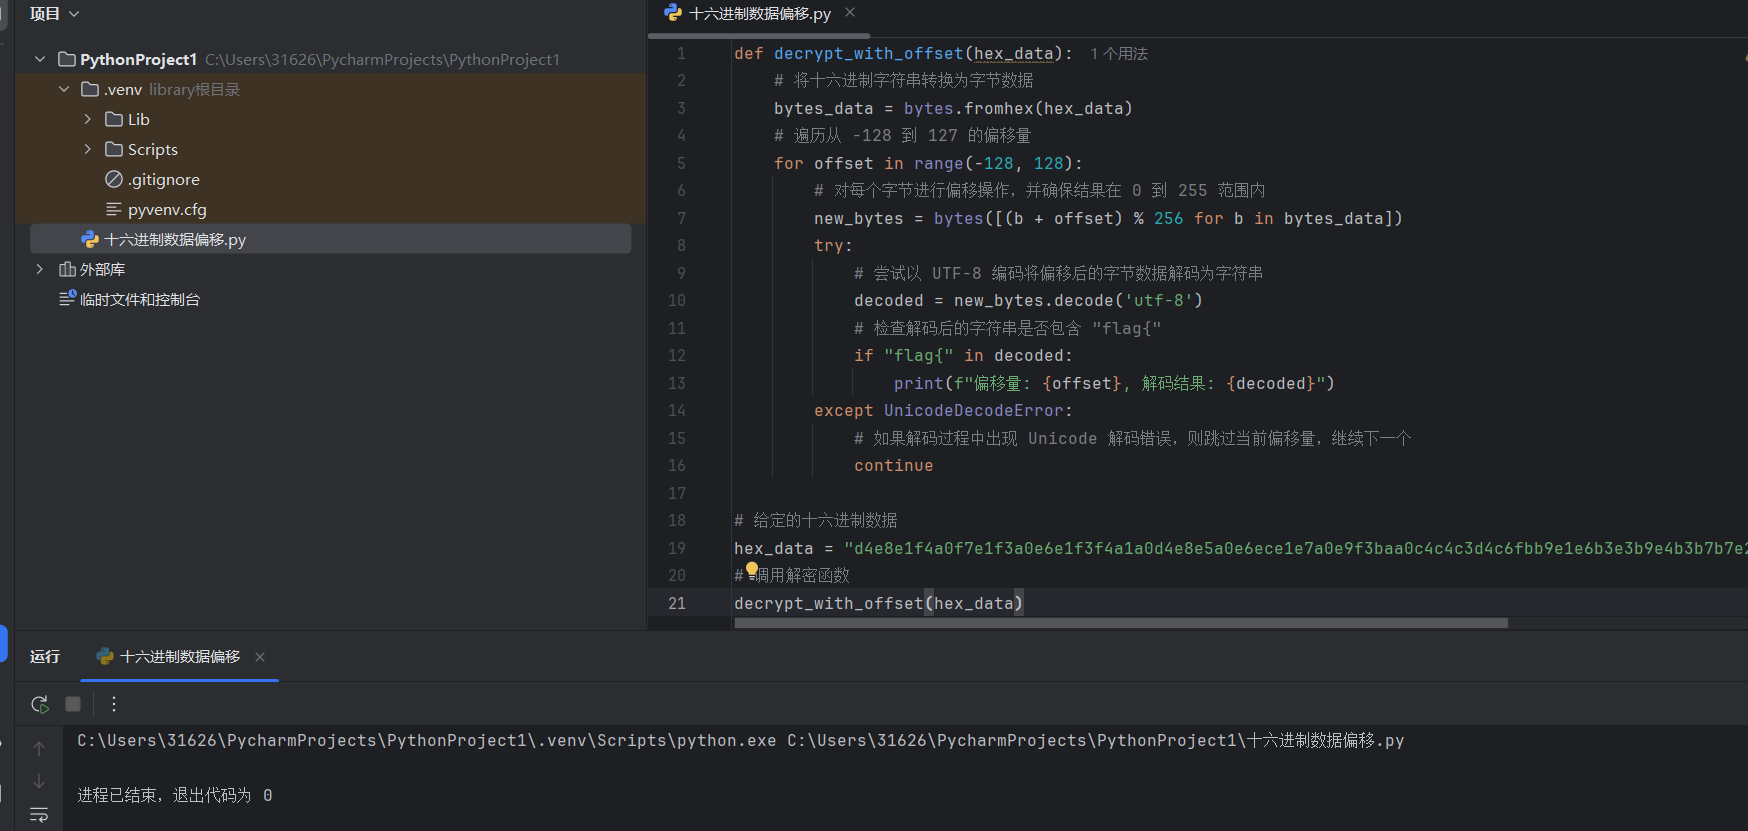 项目
PythonProject1 C:\Users\31626\PycharmProjects\PythonProject1
.venv library根目录
Lib
Scripts
.gitignore
pyvenv.cfg
十六进制数据偏移.py
外部库
临时文件和控制台
十六进制数据偏移.py
1 def decrypt_with_offset(hex_data): 1个用法
2 # 将十六进制字符串转换为字节数据
3 bytes_data = bytes.fromhex(hex_data)
4 # 遍历从 -128 到 127 的偏移量
5 for offset in range(-128, 128):
6 # 对每个字节进行偏移操作，并确保结果在 0 到 255 范围内
7 new_bytes = bytes([(b + offset) % 256 for b in bytes_data])
8 try:
9 # 尝试以 UTF-8 编码将偏移后的字节数据解码为字符串
10 decoded = new_bytes.decode('utf-8')
11 # 检查解码后的字符串是否包含 "flag{"
12 if "flag{" in decoded:
13 print(f"偏移量: {offset}, 解码结果: {decoded}")
14 except UnicodeDecodeError:
15 # 如果解码过程中出现 Unicode 解码错误，则跳过当前偏移量，继续下一个
16 continue
17
18 # 给定的十六进制数据
19 hex_data = "d4e8e1f4a0f7e1f3a0e6e1f3f4a1a0d4e8e5a0e6ece1e7a0e9f3baa0c4c4c3d4c6fbb9e1e6b3e3b9e4b3b7b7e2
20 # 调用解密函数
21 decrypt_with_offset(hex_data)
运行 十六进制数据偏移
C:\Users\31626\PycharmProjects\PythonProject1\.venv\Scripts\python.exe C:\Users\31626\PycharmProjects\PythonProject1\十六进制数据偏移.py
进程已结束，退出代码为 0